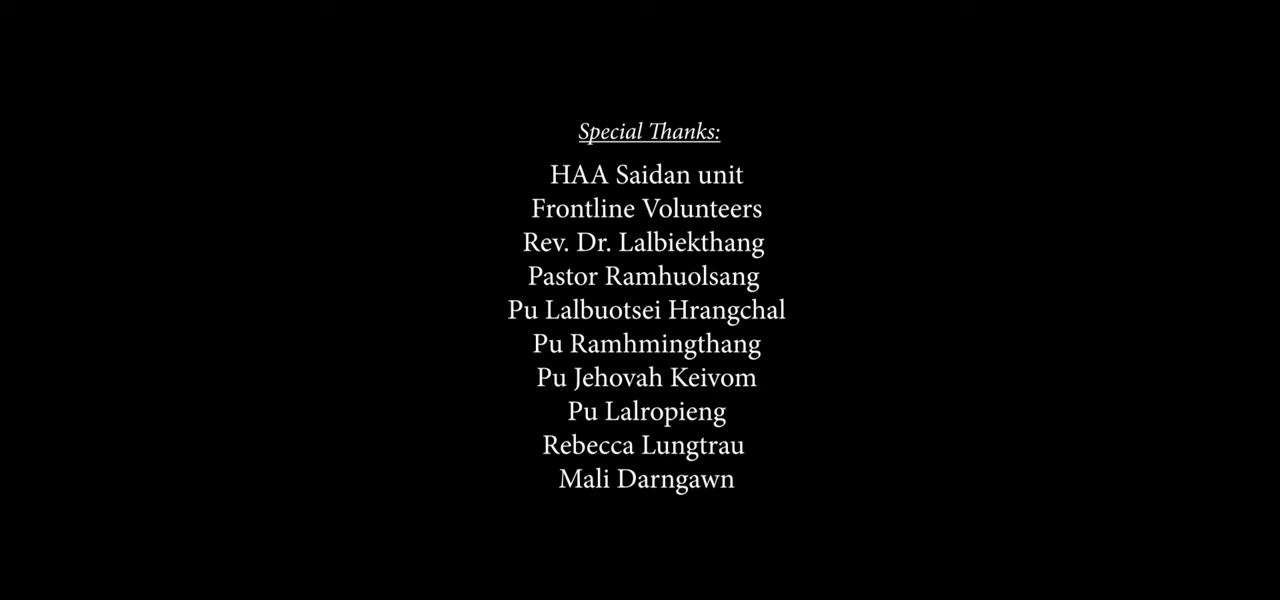 Special Thanks:
HAA Saidan unit
Frontline Volunteers
Rev. Dr. Lalbiekthang
Pastor Ramhuolsang
Pu Lalbuotsei Hrangchal
Pu Ramhmingthang
Pu Jehovah Keivom
Pu Lalropieng
Rebecca Lungtrau
Mali Darngawn